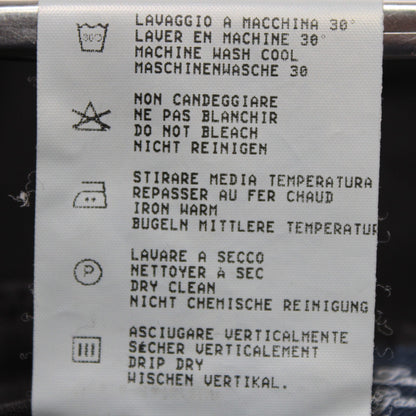 LAVAGGIO A MACCHINA 30°
LAVER EN MACHINE 30°
MACHINE WASH COOL
MASCHINENWASCHE 30
30°C
NON CANDEGGIARE
NE PAS BLANCHIR
DO NOT BLEACH
NICHT REINIGEN
STIRARE MEDIA TEMPERATURA
REPASSER AU FER CHAUD
IRON WARM
BUGELN MITTLERE TEMPERATUR
LAVARE A SECCO
NETTOYER à SEC
DRY CLEAN
NICHT CHEMISCHE REINIGUNG
P
ASCIUGARE VERTICALMENTE
SÉCHER VERTICALEMENT
DRIP DRY
WISCHEN VERTIKAL.